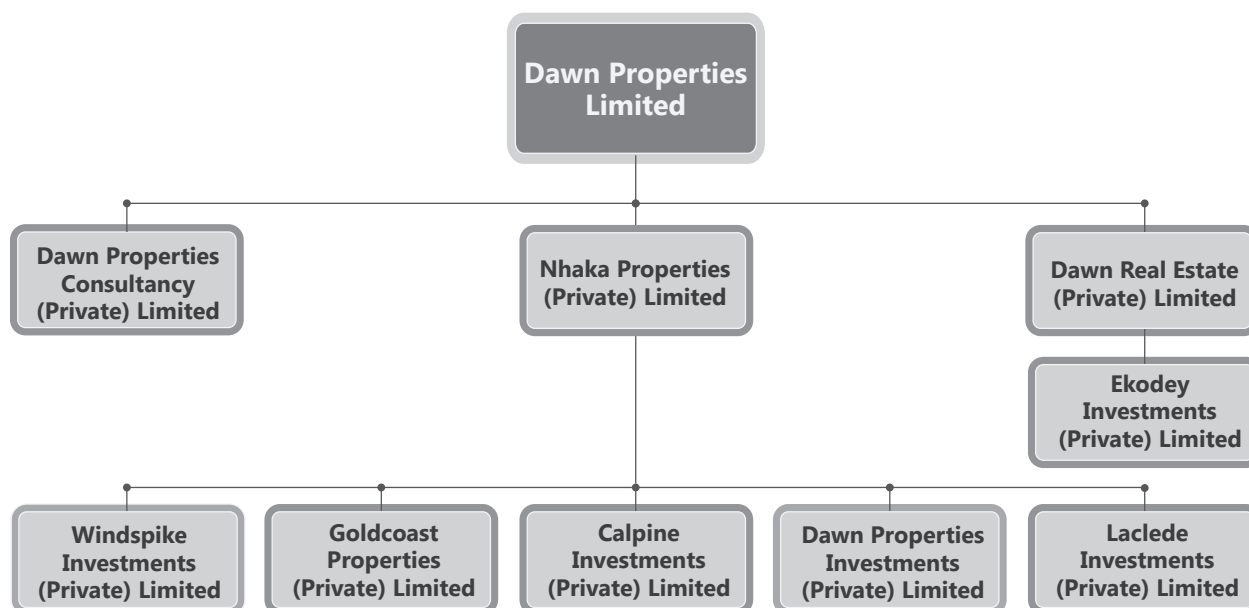 Dawn Properties
Limited
Dawn Properties
Consultancy
(Private) Limited
Nhaka Properties
(Private) Limited
Dawn Real Estate
(Private) Limited
Ekodey
Investments
(Private) Limited
Windspike
Investments
(Private) Limited
Goldcoast
Properties
(Private) Limited
Calpine
Investments
(Private) Limited
Dawn Properties
Investments
(Private) Limited
Laclede
Investments
(Private) Limited